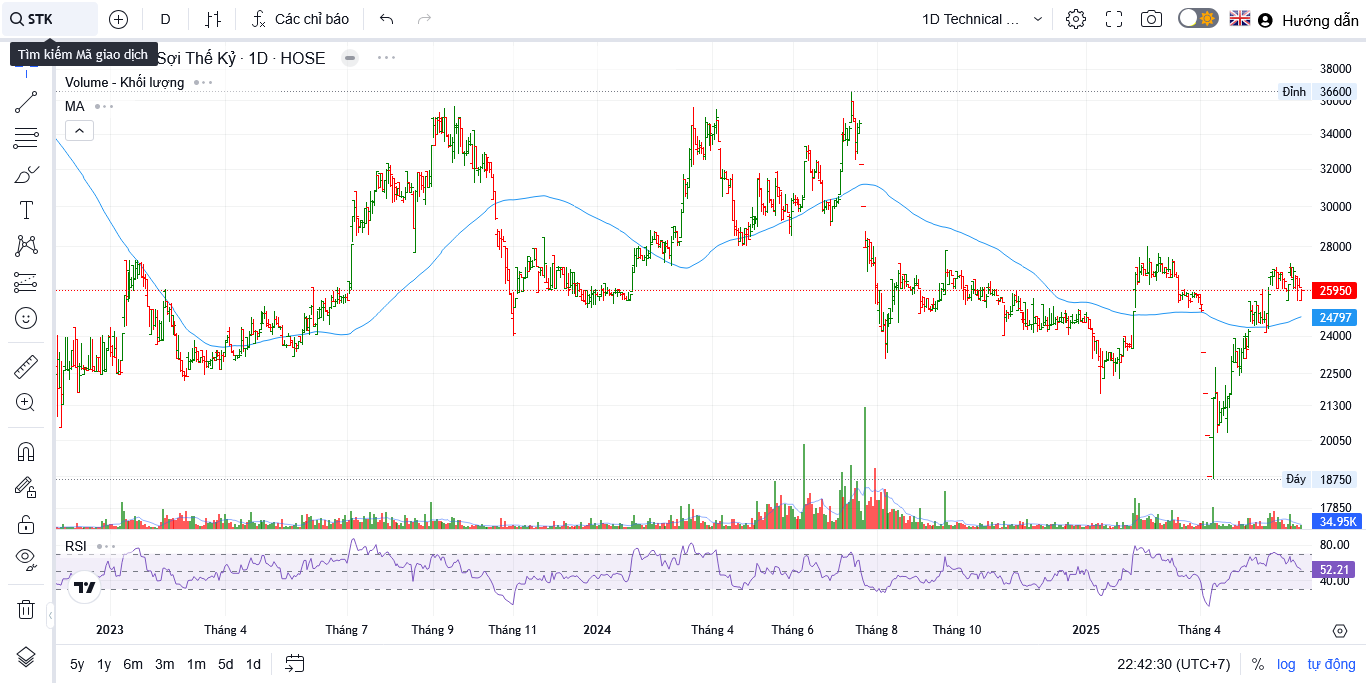 STK
D
Các chỉ báo
1D Technical ...
Hướng dẫn
Tìm kiếm Mã giao dịch
Sợi Thế Kỷ · 1D · HOSE
Volume - Khối lượng
MA
38000
Đỉnh 36600
36000
34000
32000
30000
28000
25950
24797
24000
22500
21300
20050
Đáy 18750
17850
34.95K
RSI
80.00
52.21
40.00
2023 Tháng 4 Tháng 7 Tháng 9 Tháng 11 2024 Tháng 4 Tháng 6 Tháng 8 Tháng 10 2025 Tháng 4
5y 1y 6m 3m 1m 5d 1d
22:42:30 (UTC+7) % log tự động